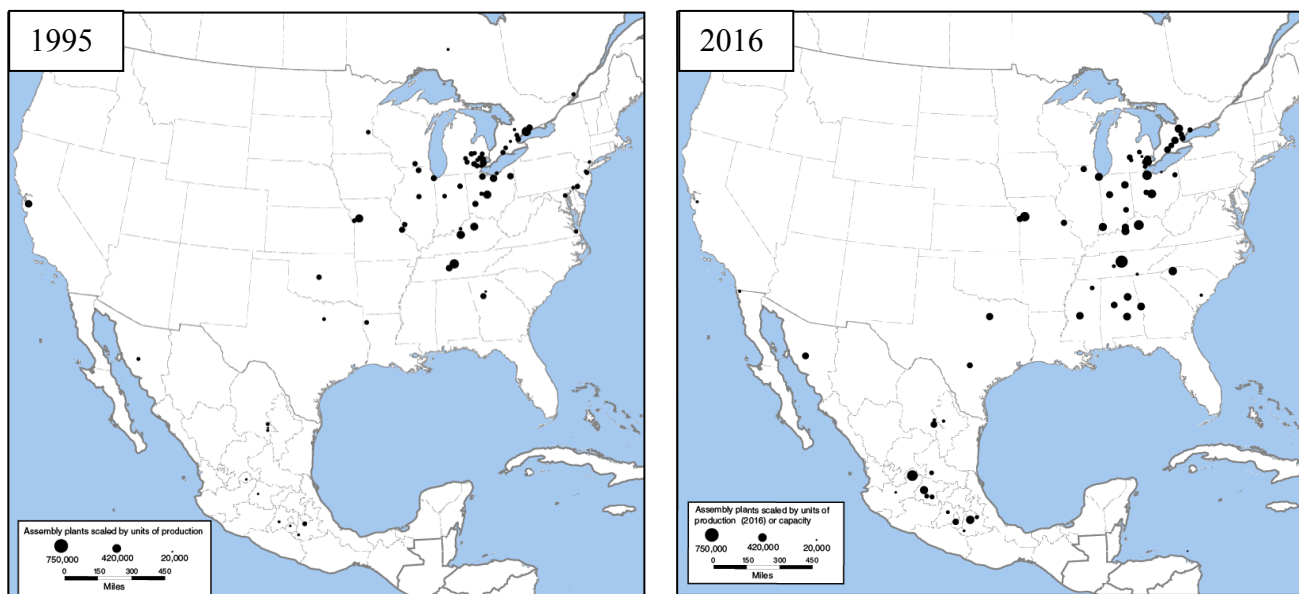 1995
Assembly plants scaled by units of production
750,000 420,000 20,000
0 150 300 450
Miles
2016
Assembly plants scaled by units of
production (2016) or capacity
750,000 420,000 20,000
0 150 300 450
Miles